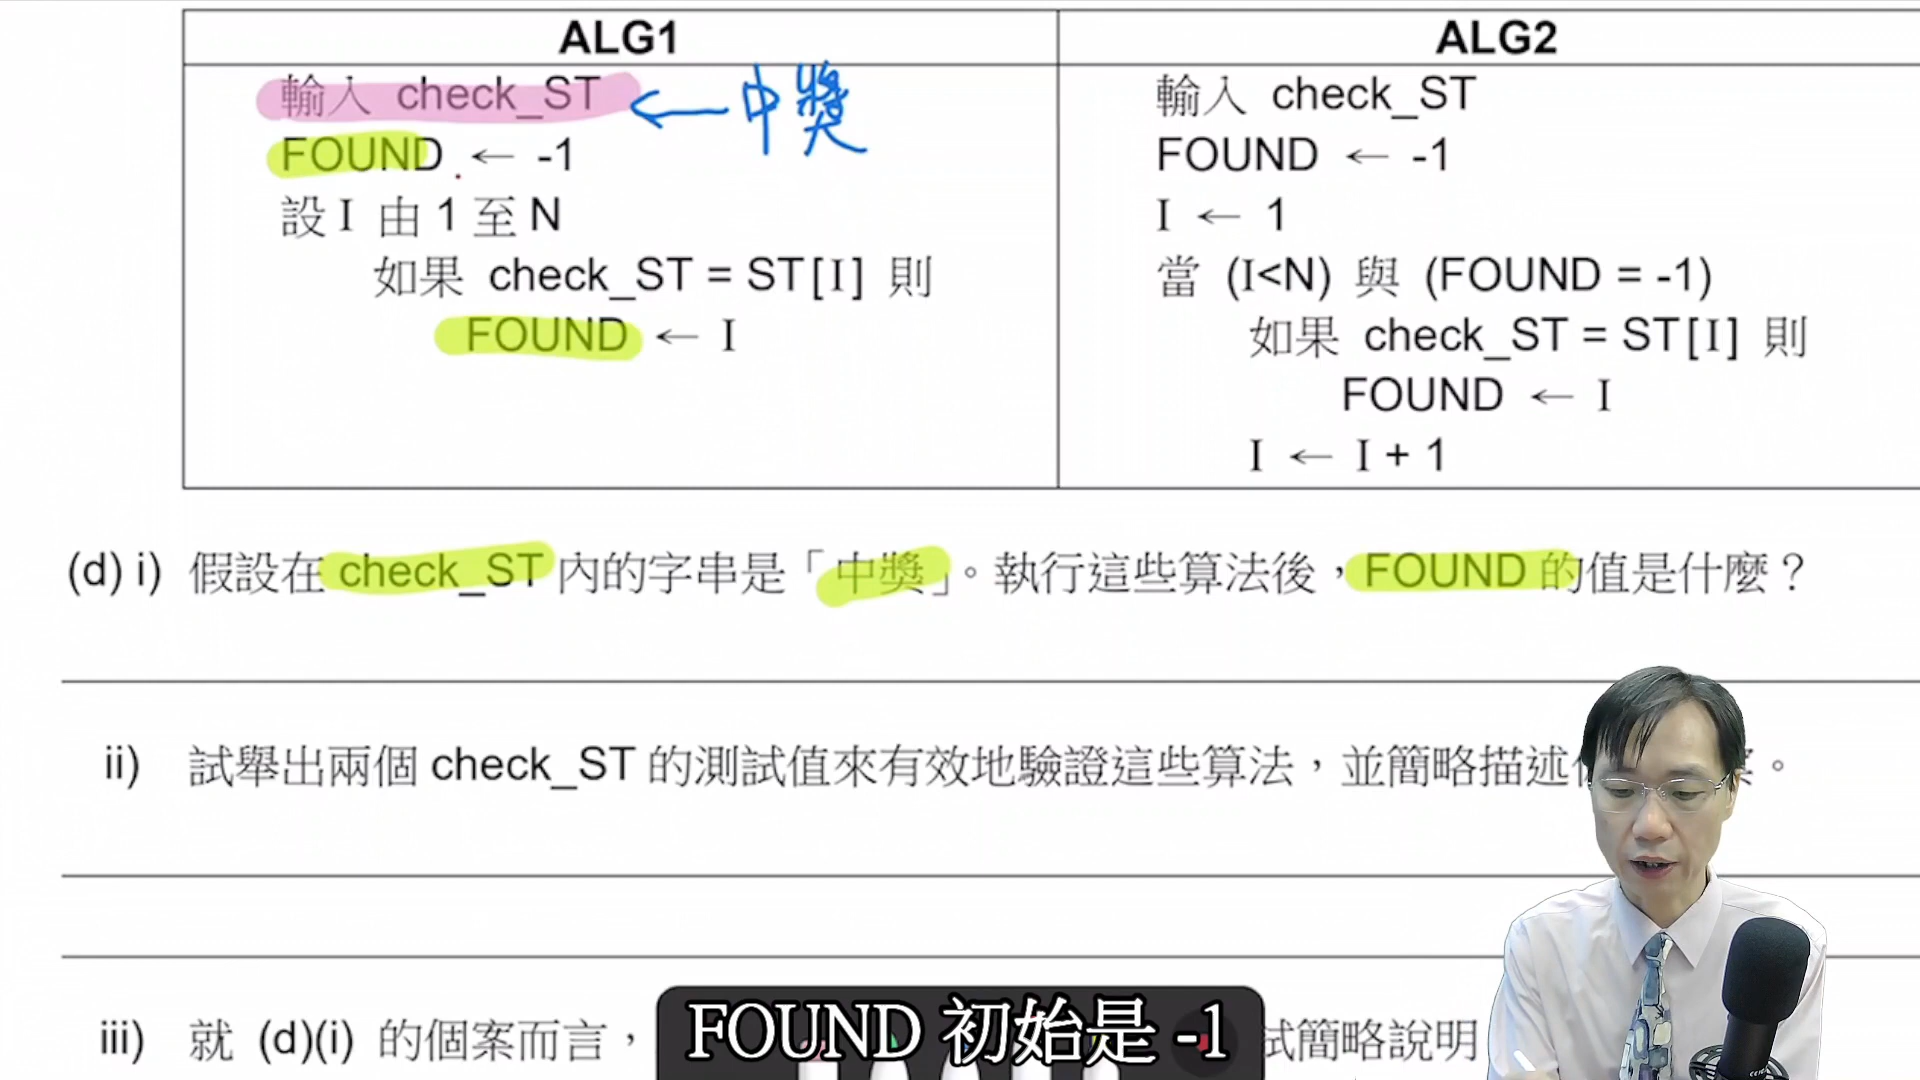 ALG1
ALG2
輸入 check_ST ← 中獎
FOUND ← -1
設 I 由 1 至 N
如果 check_ST = ST[I] 則
FOUND ← I
輸入 check_ST
FOUND ← -1
I ← 1
當 (I<N) 與 (FOUND = -1)
如果 check_ST = ST[I] 則
FOUND ← I
I ← I + 1
(d) i) 假設在 check_ST 內的字串是「中獎」。執行這些算法後，FOUND 的值是什麼？
ii) 試舉出兩個 check_ST 的測試值來有效地驗證這些算法，並簡略描述
iii) 就 (d)(i) 的個案而言，
試簡略說明
FOUND 初始是 -1